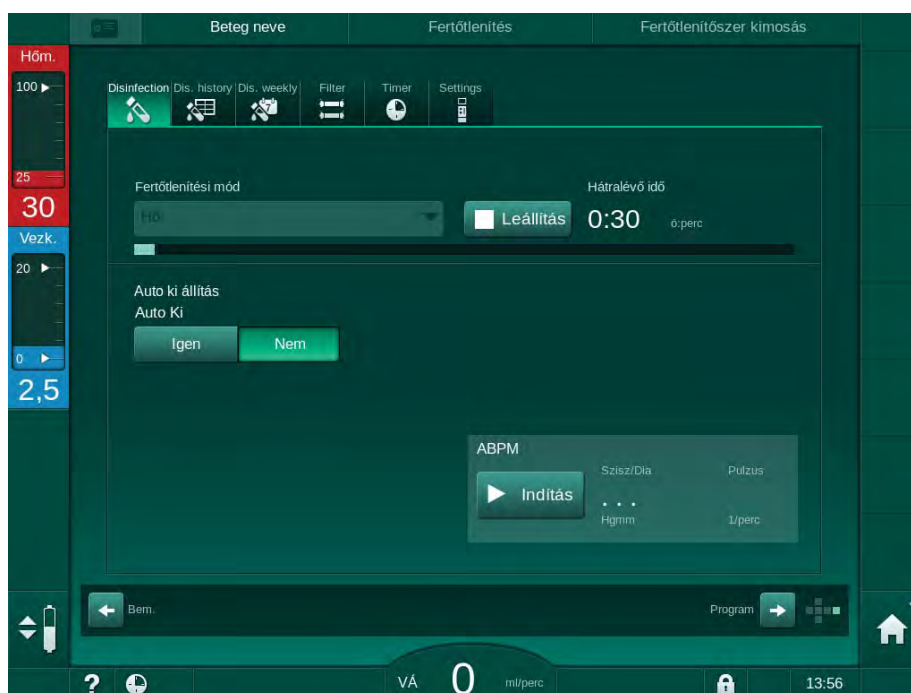 Beteg neve Fertőtlenítés Fertőtlenítőszer kimosás
Hőm.
100
25
30
Vezk.
20
0
2,5
Disinfection Dis. history Dis. weekly Filter Timer Settings
7
Fertőtlenítési mód Hátralévő idő
Hő Leállítás 0:30 ó:perc
Auto ki állítás
Auto Ki
Igen Nem
ABPM
Szísz/Dia Pulzus
Indítás . . .
Hgmm 1/perc
Bem. Program
? VÁ 0 ml/perc 13:56